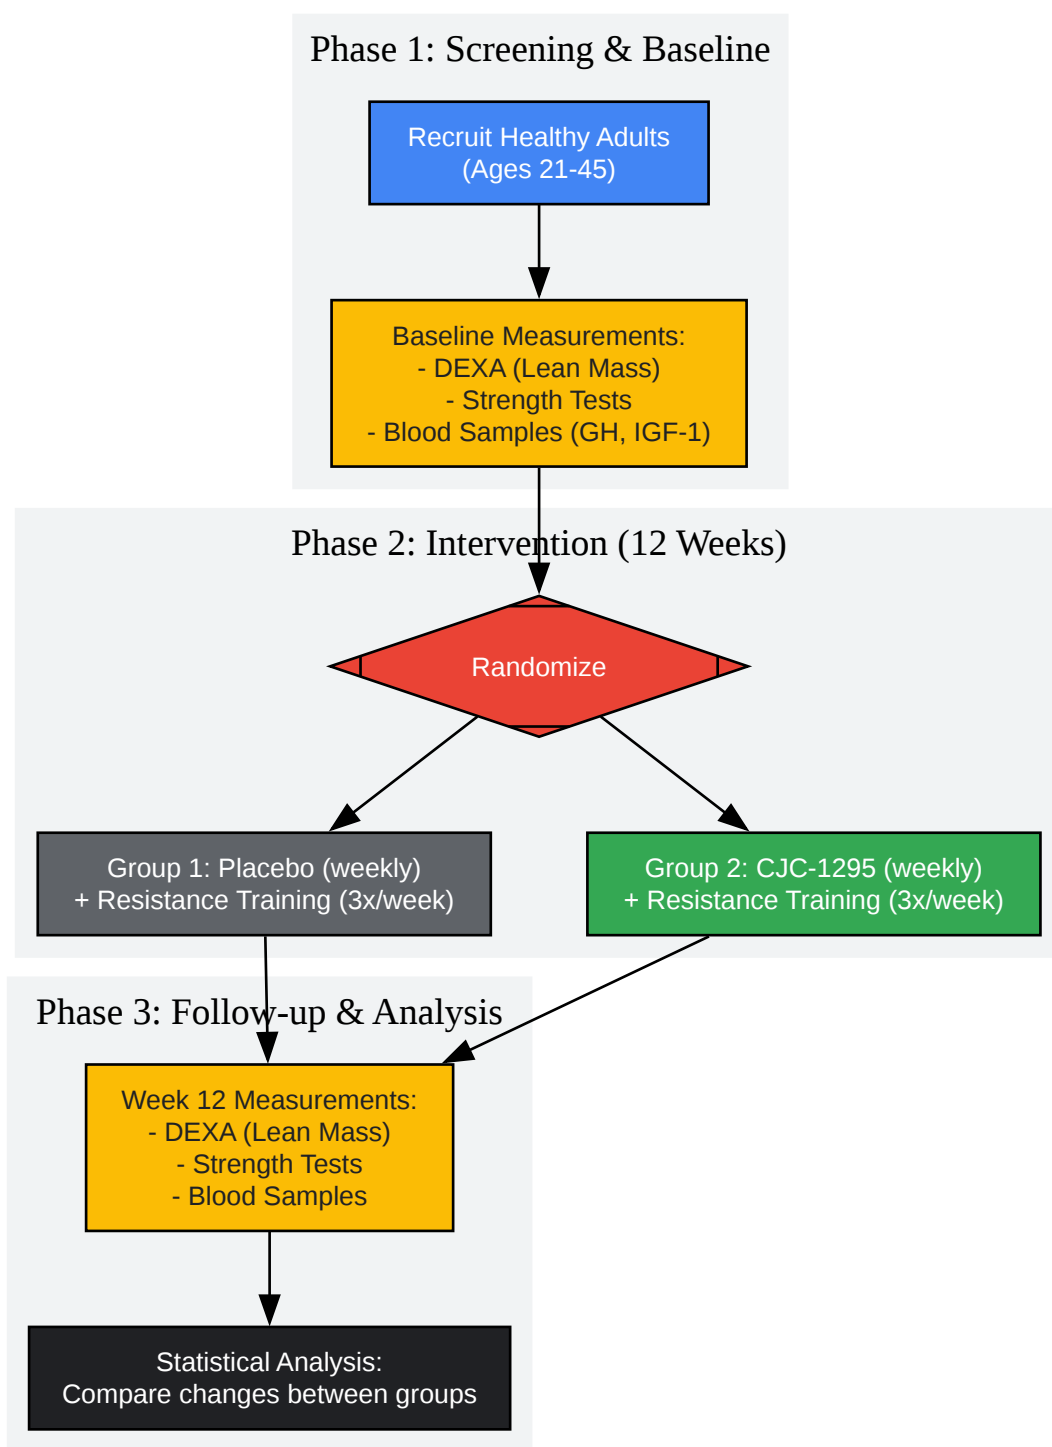 Phase 1: Screening & Baseline
Recruit Healthy Adults
(Ages 21-45)
Baseline Measurements:
- DEXA (Lean Mass)
- Strength Tests
- Blood Samples (GH, IGF-1)
Phase 2: Intervention (12 Weeks)
Randomize
Group 1: Placebo (weekly)
+ Resistance Training (3x/week)
Group 2: CJC-1295 (weekly)
+ Resistance Training (3x/week)
Phase 3: Follow-up & Analysis
Week 12 Measurements:
- DEXA (Lean Mass)
- Strength Tests
- Blood Samples
Statistical Analysis:
Compare changes between groups